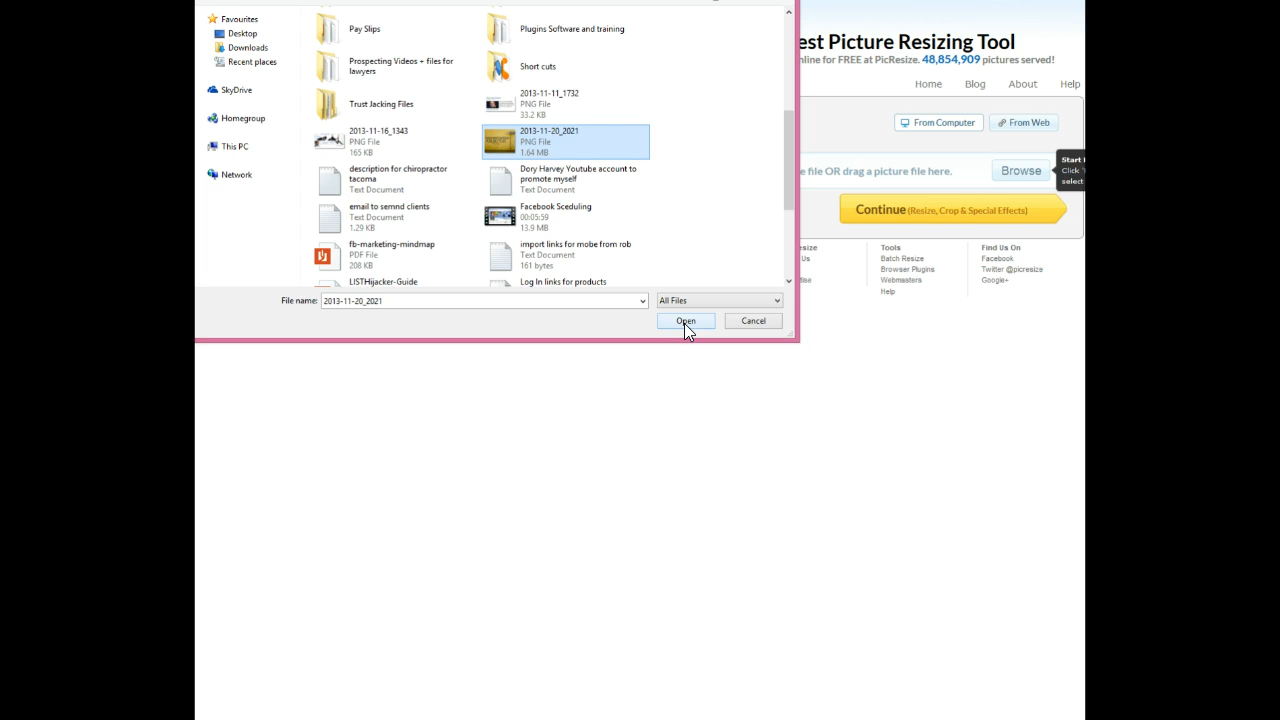 Favourites
Desktop
Downloads
Recent places
SkyDrive
Homegroup
This PC
Network
Pay Slips
Plugins Software and training
Prospecting Videos + files for
lawyers
Short cuts
Trust Jacking Files
2013-11-11_1732
PNG File
33.2 KB
2013-11-16_1343
PNG File
165 KB
2013-11-20_2021
PNG File
1.64 MB
description for chiropractor
tacoma
Text Document
Dory Harvey Youtube account to
promote myself
Text Document
email to semnd clients
Text Document
1.29 KB
Facebook Sceduling
00:05:59
13.9 MB
fb-marketing-mindmap
PDF File
208 KB
import links for mobe from rob
Text Document
161 bytes
LISTHijacker-Guide
Log In links for products
File name:
2013-11-20_2021
All Files
Open
Cancel
est Picture Resizing Tool
nline for FREE at PicResize. 48,854,909 pictures served!
Home Blog About Help
From Computer
From Web
e file OR drag a picture file here.
Browse
Start
Click
select
Continue (Resize, Crop & Special Effects)
esize
Us
Tools
Batch Resize
Browser Plugins
Webmasters
Help
Find Us On
Facebook
Twitter @picresize
Google+